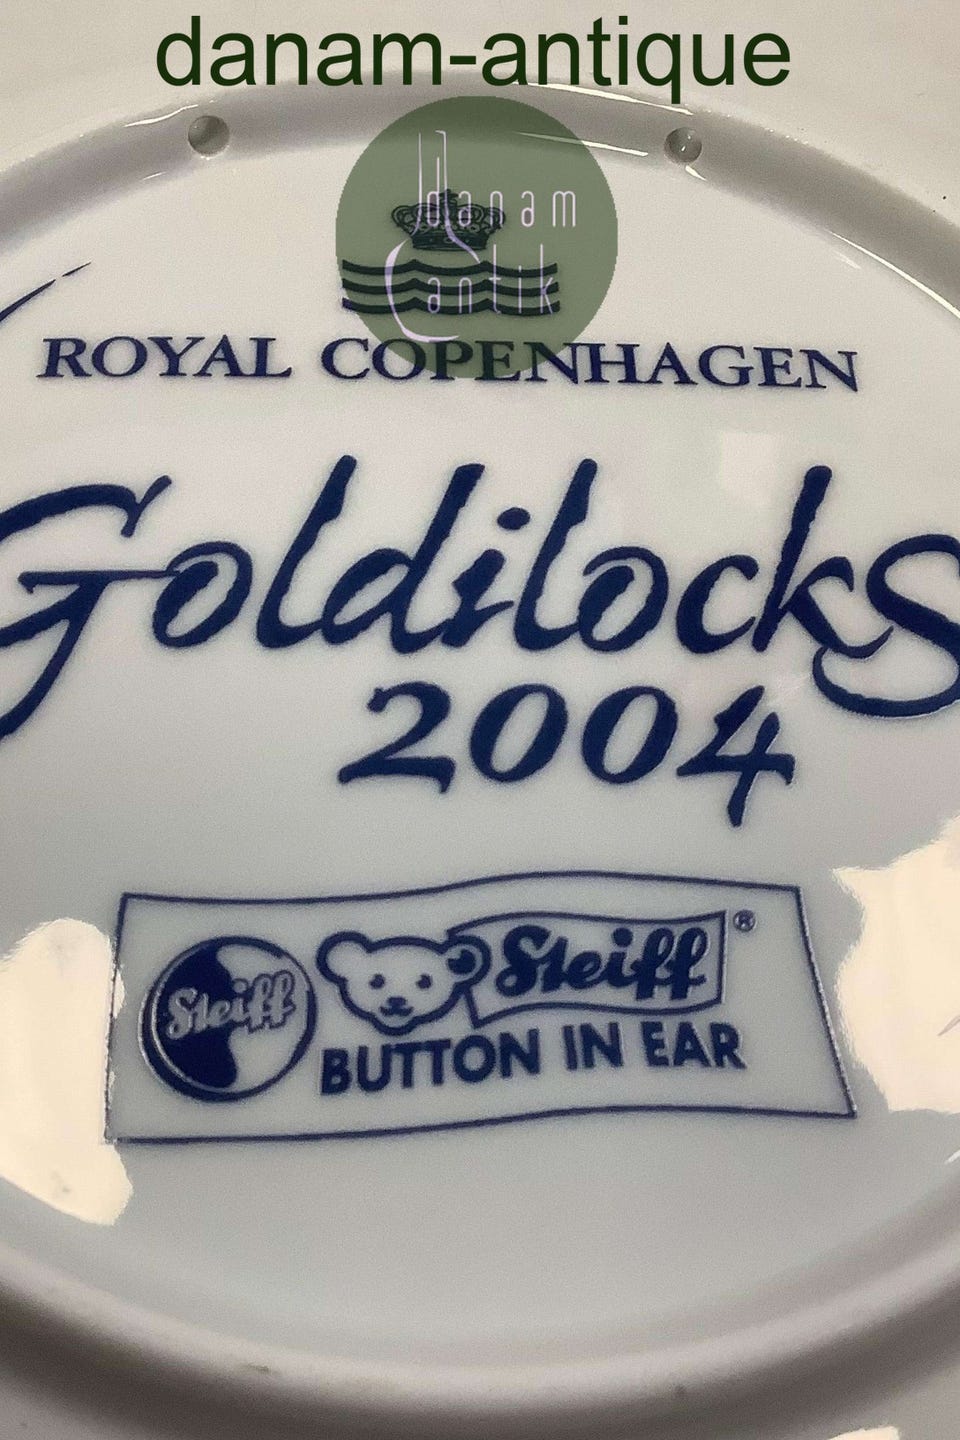 danam-antique
danam
antik
ROYAL COPENHAGEN
Goldilocks
2004
Steiff
Steiff ®
BUTTON IN EAR